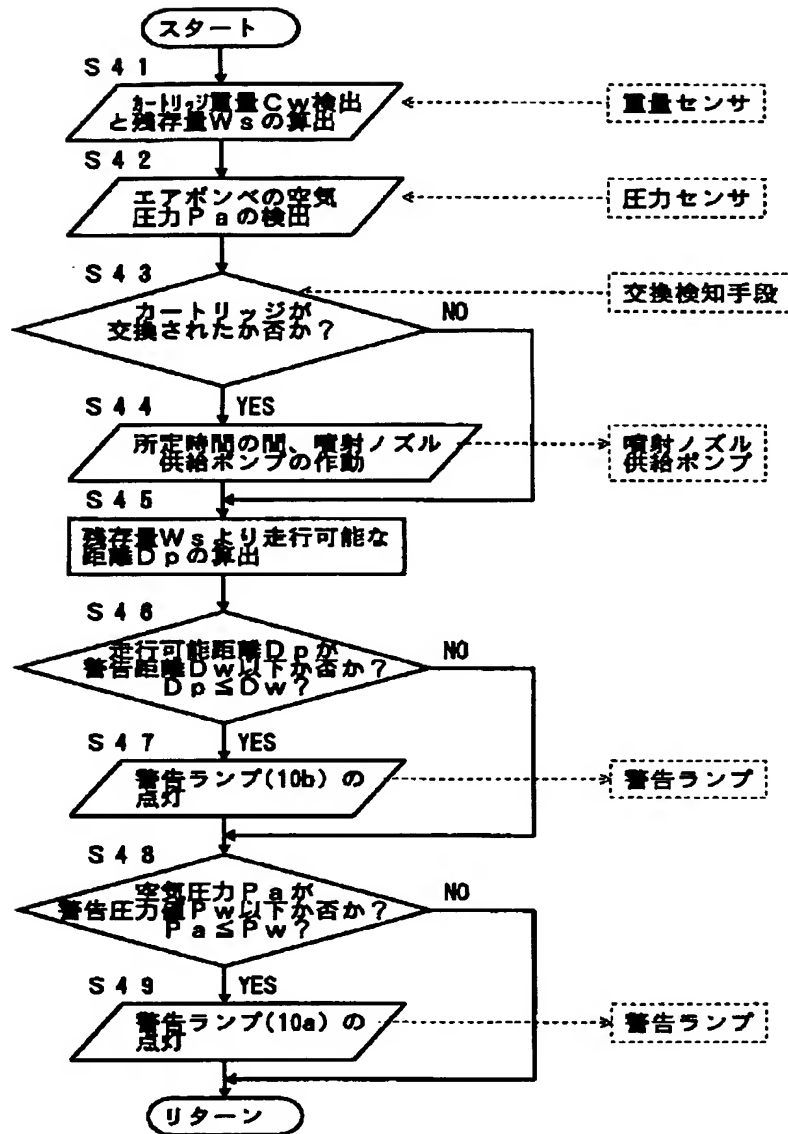 スタート
S41
カートリッジ重量Cw検出
と残存量Wsの算出
重量センサ
S42
エアボンベの空気
圧力Paの検出
圧力センサ
S43
カートリッジが
交換されたか否か？
交換検知手段
NO
YES
S44
所定時間の間、噴射ノズル
供給ポンプの作動
噴射ノズル
供給ポンプ
S45
残存量Wsより走行可能な
距離Dpの算出
S46
走行可能距離Dpが
警告距離Dw以下か否か？
Dp≦Dw？
NO
YES
S47
警告ランプ(10b)の
点灯
警告ランプ
S48
空気圧力Paが
警告圧力値Pw以下か否か？
Pa≦Pw？
NO
YES
S49
警告ランプ(10a)の
点灯
警告ランプ
リターン